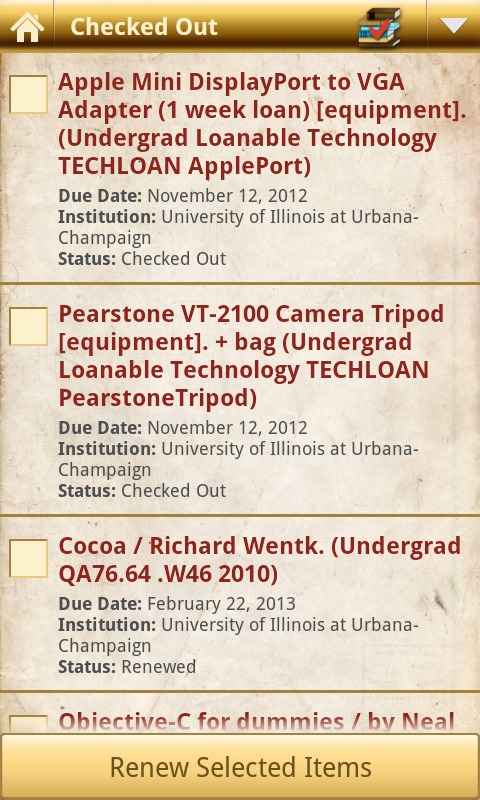 Checked Out
Apple Mini DisplayPort to VGA
Adapter (1 week loan) [equipment].
(Undergrad Loanable Technology
TECHLOAN ApplePort)
Due Date: November 12, 2012
Institution: University of Illinois at Urbana-
Champaign
Status: Checked Out
Pearstone VT-2100 Camera Tripod
[equipment]. + bag (Undergrad
Loanable Technology TECHLOAN
PearstoneTripod)
Due Date: November 12, 2012
Institution: University of Illinois at Urbana-
Champaign
Status: Checked Out
Cocoa / Richard Wentk. (Undergrad
QA76.64 .W46 2010)
Due Date: February 22, 2013
Institution: University of Illinois at Urbana-
Champaign
Status: Renewed
Objective-C for dummies / by Neal
Renew Selected Items